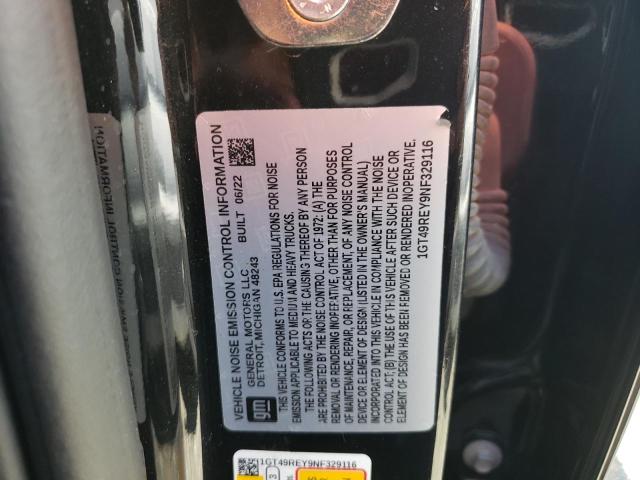 VEHICLE NOISE EMISSION CONTROL INFORMATION
gm
GENERAL MOTORS LLC
DETROIT, MICHIGAN 48243
BUILT 06/22
THIS VEHICLE CONFORMS TO U.S. EPA REGULATIONS FOR NOISE
EMISSION APPLICABLE TO MEDIUM AND HEAVY TRUCKS.
THE FOLLOWING ACTS OR THE CAUSING THEREOF BY ANY PERSON
ARE PROHIBITED BY THE NOISE CONTROL ACT OF 1972: (A) THE
REMOVAL OR RENDERING INOPERATIVE, OTHER THAN FOR PURPOSES
OF MAINTENANCE, REPAIR, OR REPLACEMENT, OF ANY NOISE CONTROL
DEVICE OR ELEMENT OF DESIGN (LISTED IN THE OWNER'S MANUAL)
INCORPORATED INTO THIS VEHICLE IN COMPLIANCE WITH THE NOISE
CONTROL ACT; (B) THE USE OF THIS VEHICLE AFTER SUCH DEVICE OR
ELEMENT OF DESIGN HAS BEEN REMOVED OR RENDERED INOPERATIVE.
1GT49REY9NF329116
1GT49REY9NF329116